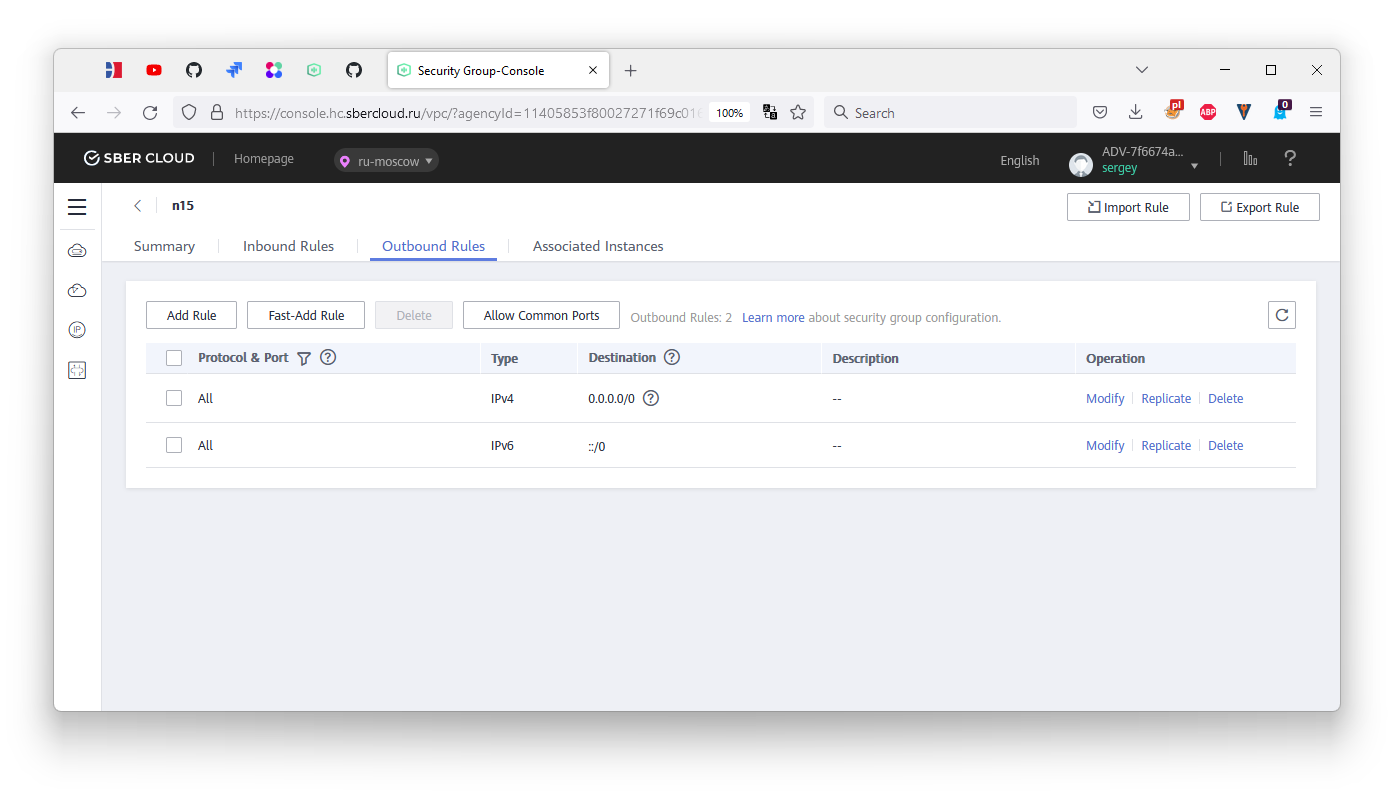 Security Group-Console
https://console.hc.sbercloud.ru/vpc/?agencyId=11405853f80027271f69c016
100%
Search
pl
ABP
0
SBER CLOUD
Homepage
ru-moscow
English
ADV-7f6674a...
sergey
n15
Import Rule
Export Rule
Summary
Inbound Rules
Outbound Rules
Associated Instances
Add Rule
Fast-Add Rule
Delete
Allow Common Ports
Outbound Rules: 2 Learn more about security group configuration.
Protocol & Port Type Destination Description Operation
All IPv4 0.0.0.0/0 -- Modify Replicate Delete
All IPv6 ::/0 -- Modify Replicate Delete
IP